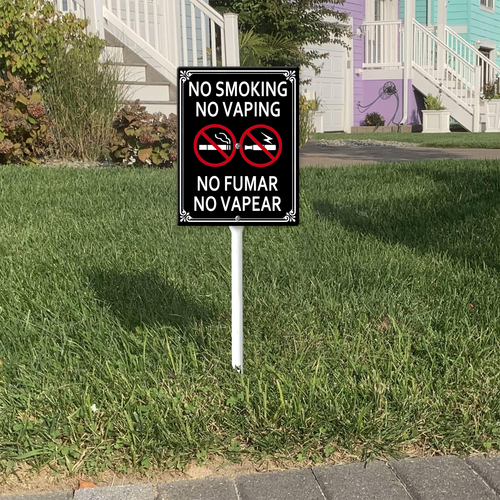 NO SMOKING
NO VAPING
NO FUMAR
NO VAPEAR